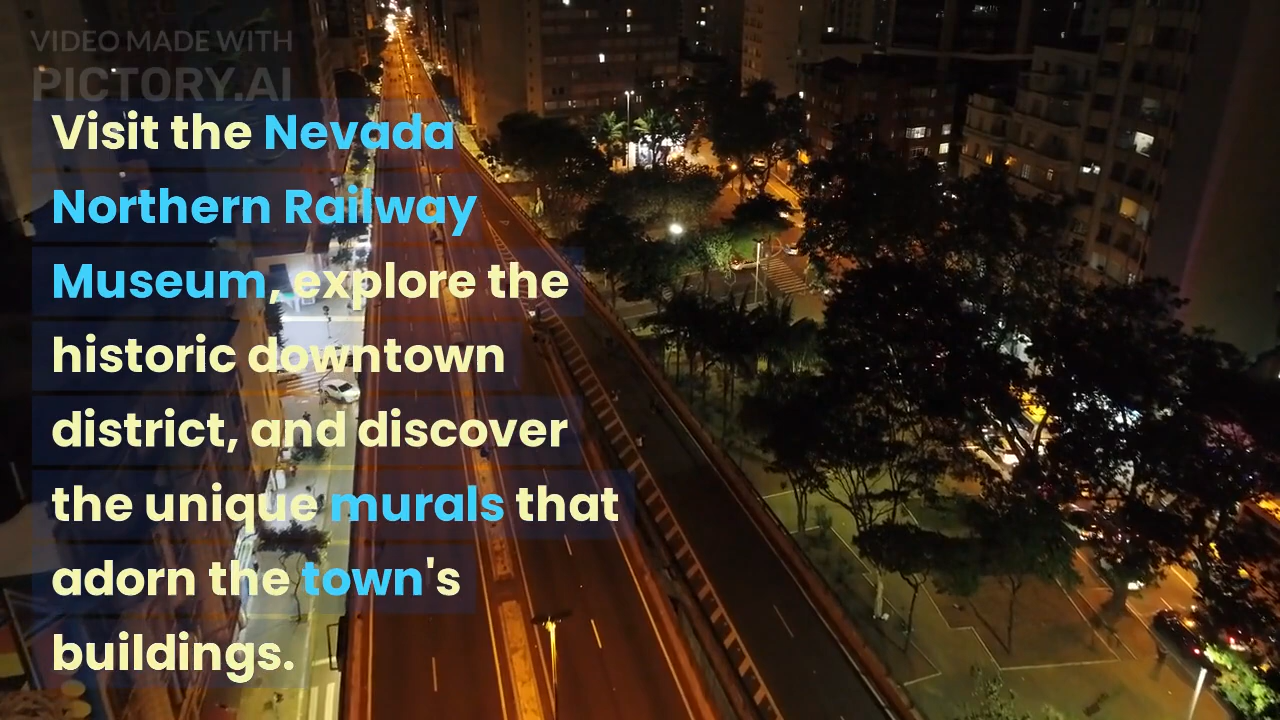 VIDEO MADE WITH
PICTORY.AI
Visit the Nevada
Northern Railway
Museum, explore the
historic downtown
district, and discover
the unique murals that
adorn the town's
buildings.